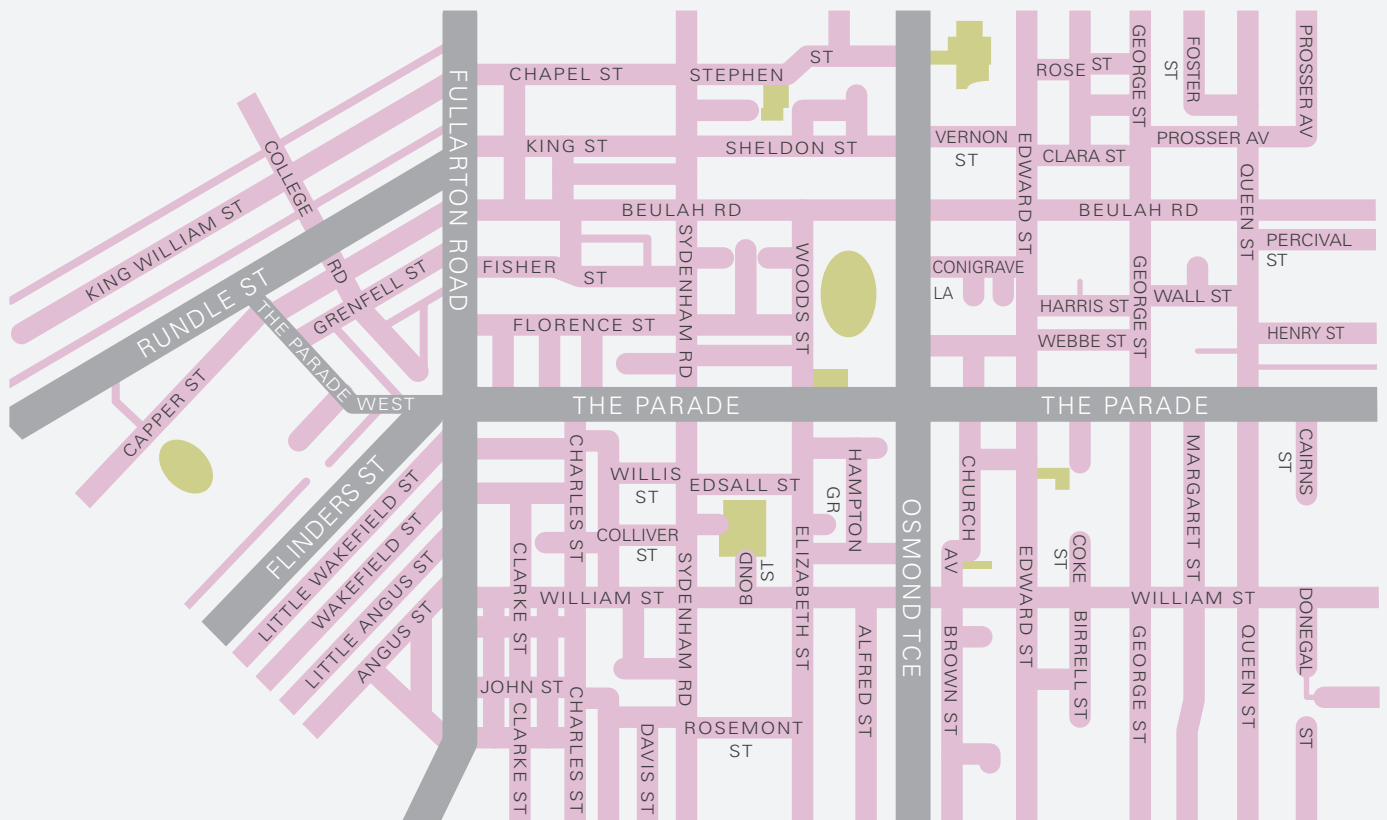 CHAPEL ST
STEPHEN
ST
ROSE ST
GEORGE ST
FOSTER
ST
PROSSER AV
FULLARTON ROAD
COLLEGE
RD
KING ST
SHELDON ST
VERNON
ST
EDWARD ST
CLARA ST
PROSSER AV
QUEEN ST
KING WILLIAM ST
BEULAH RD
BEULAH RD
RUNDLE ST
GRENFELL ST
FISHER
ST
SYDENHAM RD
WOODS ST
CONIGRAVE
LA
GEORGE ST
PERCIVAL
ST
HARRIS ST
WALL ST
THE PARADE
WEST
FLORENCE ST
WEBBE ST
HENRY ST
CAPPER ST
THE PARADE
THE PARADE
FLINDERS ST
CHARLES ST
WILLIS
ST
EDSALL ST
HAMPTON
GR
CHURCH
AV
MARGARET ST
CAIRNS
ST
LITTLE WAKEFIELD ST
WAKEFIELD ST
LITTLE ANGUS ST
ANGUS ST
CLARKE ST
COLLIVER
ST
SYDENHAM RD
BOND
ST
ELIZABETH ST
OSMOND TCE
EDWARD ST
COKE
ST
WILLIAM ST
WILLIAM ST
DONEGAL
ST
JOHN ST
CLARKE ST
CHARLES ST
DAVIS ST
ROSEMONT
ST
ALFRED ST
BROWN ST
BIRRELL ST
GEORGE ST
QUEEN ST